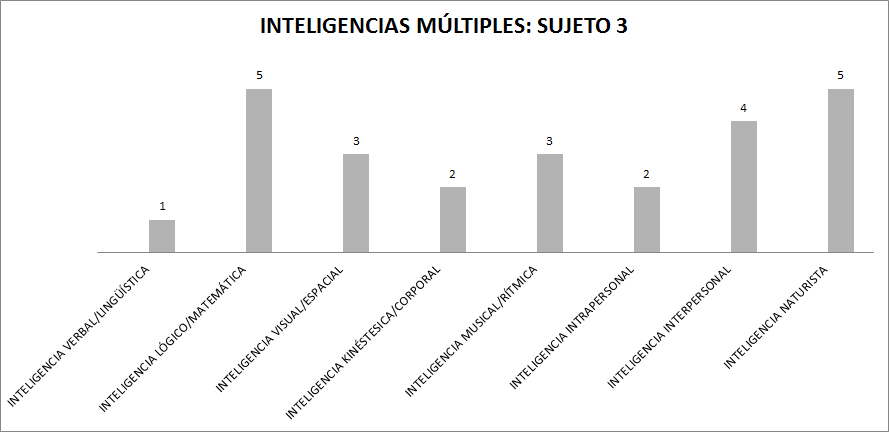 INTELIGENCIAS MÚLTIPLES: SUJETO 3
1
5
3
2
3
2
4
5
INTELIGENCIA VERBAL/LINGÜÍSTICA
INTELIGENCIA LÓGICO/MATEMÁTICA
INTELIGENCIA VISUAL/ESPACIAL
INTELIGENCIA KINÉSTESICA/CORPORAL
INTELIGENCIA MUSICAL/RÍTMICA
INTELIGENCIA INTRAPERSONAL
INTELIGENCIA INTERPERSONAL
INTELIGENCIA NATURISTA